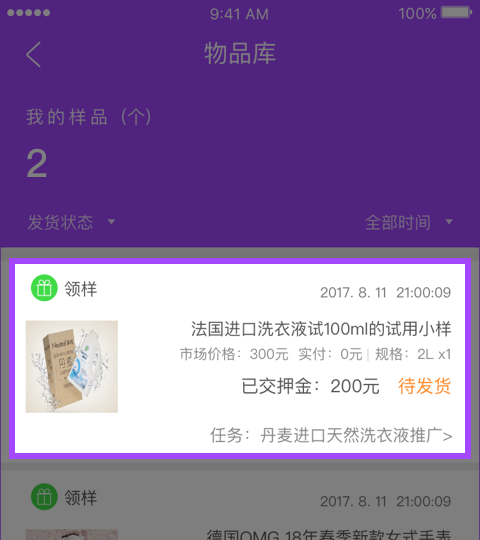 9:41 AM 100%
物品库
我的样品（个）
2
发货状态 全部时间
领样 2017. 8. 11 21:00:09
法国进口洗衣液试100ml的试用小样
市场价格：300元 实付：0元 | 规格：2L x1
已交押金：200元 待发货
任务：丹麦进口天然洗衣液推广>
领样 2017. 8. 11 21:00:09
德国OMG 18年春季新款女式手表